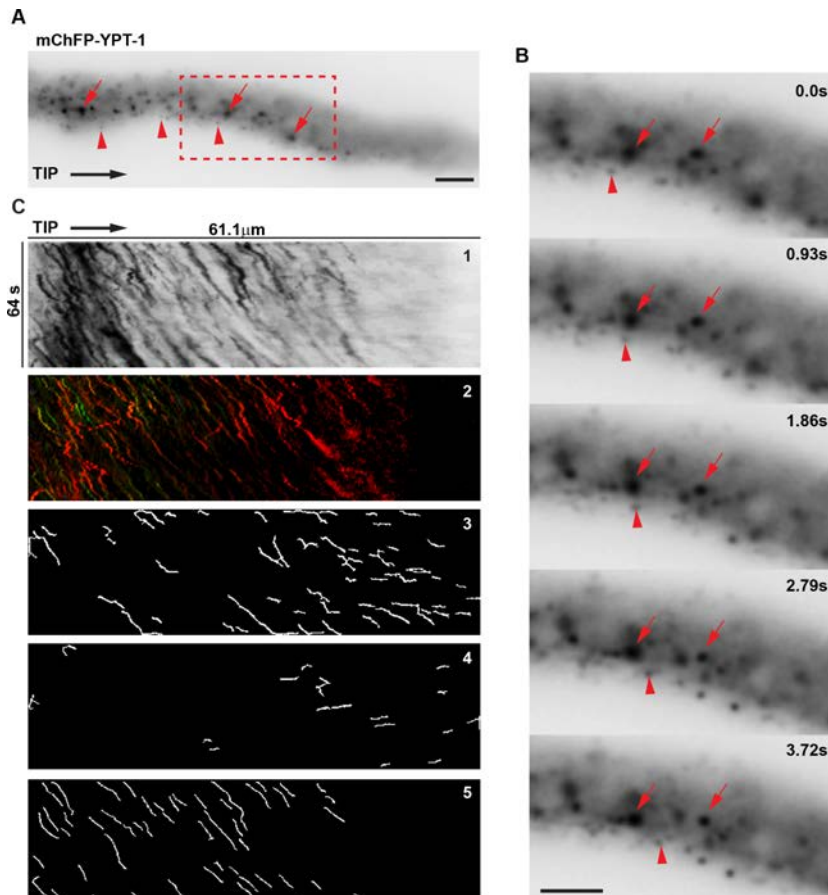 A
mChFP-YPT-1
TIP
B
0.0s
0.93s
1.86s
2.79s
3.72s
C
TIP
61.1μm
64 s
1
2
3
4
5